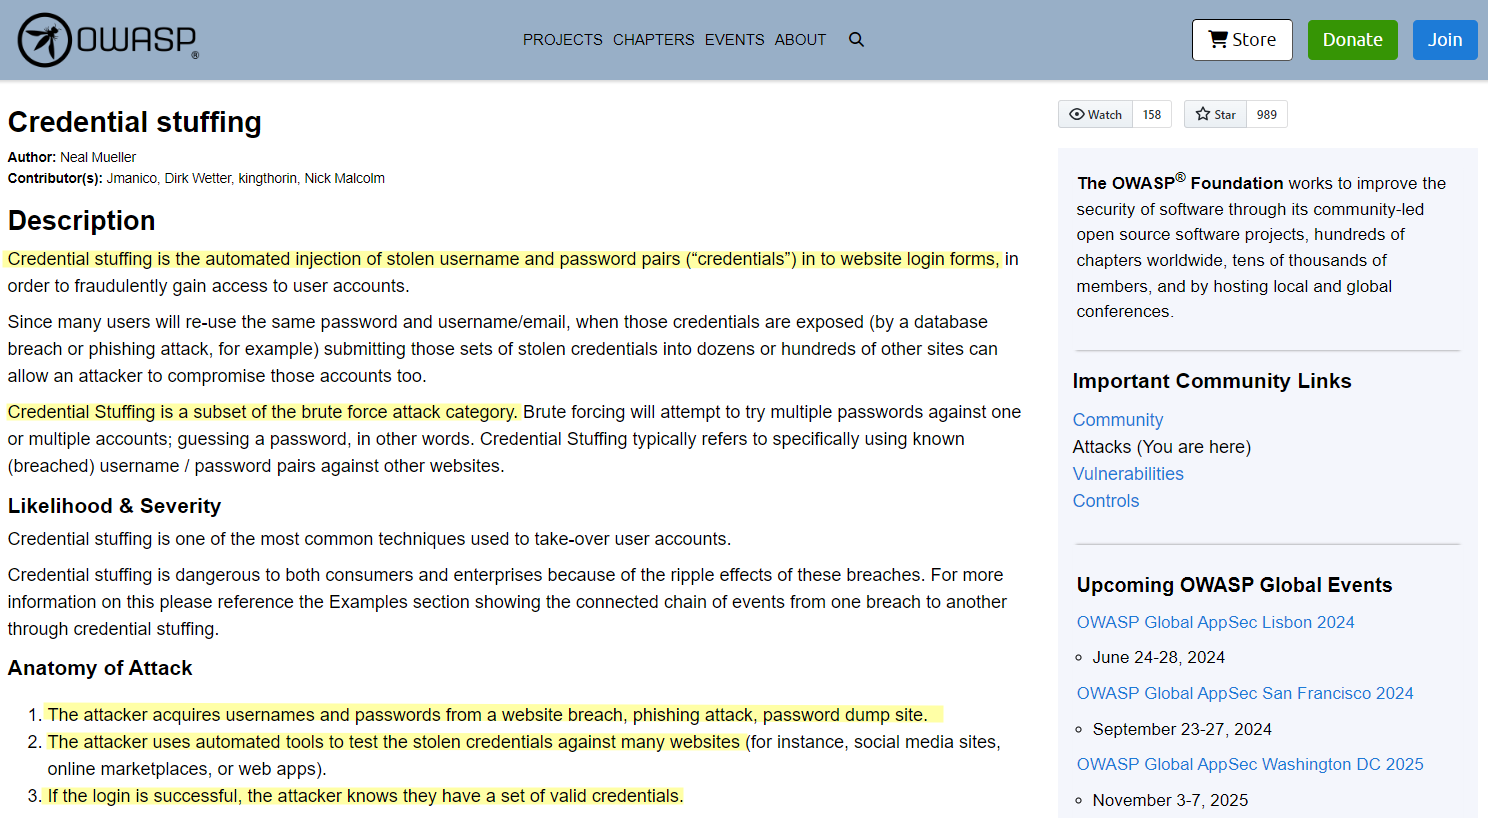 OWASP®
PROJECTS CHAPTERS EVENTS ABOUT
Store
Donate
Join
Credential stuffing
Author: Neal Mueller
Contributor(s): Jmanico, Dirk Wetter, kingthorin, Nick Malcolm
Description
Credential stuffing is the automated injection of stolen username and password pairs (“credentials”) in to website login forms, in
order to fraudulently gain access to user accounts.
Since many users will re-use the same password and username/email, when those credentials are exposed (by a database
breach or phishing attack, for example) submitting those sets of stolen credentials into dozens or hundreds of other sites can
allow an attacker to compromise those accounts too.
Credential Stuffing is a subset of the brute force attack category. Brute forcing will attempt to try multiple passwords against one
or multiple accounts; guessing a password, in other words. Credential Stuffing typically refers to specifically using known
(breached) username / password pairs against other websites.
Likelihood & Severity
Credential stuffing is one of the most common techniques used to take-over user accounts.
Credential stuffing is dangerous to both consumers and enterprises because of the ripple effects of these breaches. For more
information on this please reference the Examples section showing the connected chain of events from one breach to another
through credential stuffing.
Anatomy of Attack
1. The attacker acquires usernames and passwords from a website breach, phishing attack, password dump site.
2. The attacker uses automated tools to test the stolen credentials against many websites (for instance, social media sites,
online marketplaces, or web apps).
3. If the login is successful, the attacker knows they have a set of valid credentials.
Watch 158
Star 989
The OWASP® Foundation works to improve the
security of software through its community-led
open source software projects, hundreds of
chapters worldwide, tens of thousands of
members, and by hosting local and global
conferences.
Important Community Links
Community
Attacks (You are here)
Vulnerabilities
Controls
Upcoming OWASP Global Events
OWASP Global AppSec Lisbon 2024
June 24-28, 2024
OWASP Global AppSec San Francisco 2024
September 23-27, 2024
OWASP Global AppSec Washington DC 2025
November 3-7, 2025